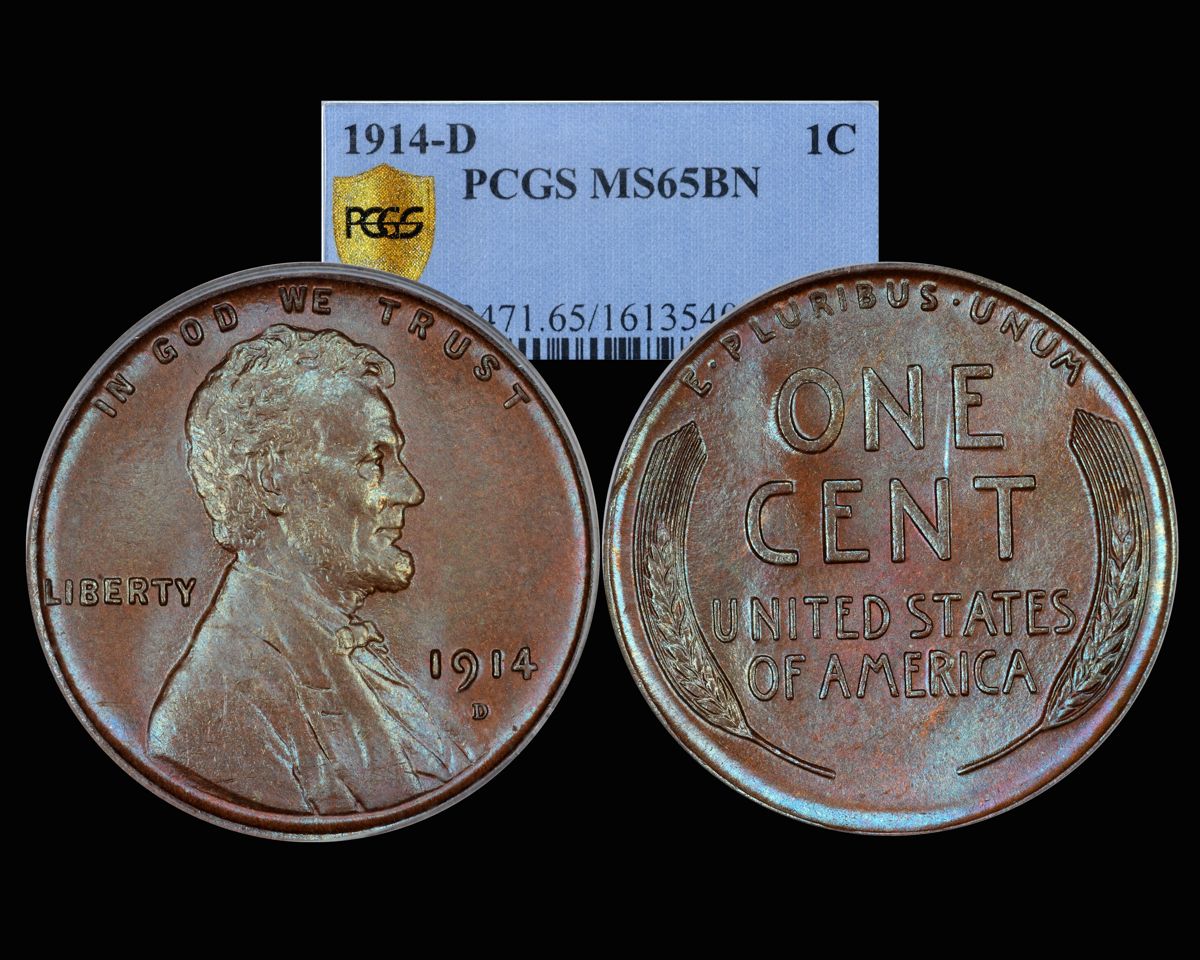 1914-D 1C
PCGS MS65BN
PCGS
471.65/1613540
IN GOD WE TRUST
LIBERTY
1914
D
E·PLURIBUS·UNUM
ONE
CENT
UNITED STATES
OF AMERICA